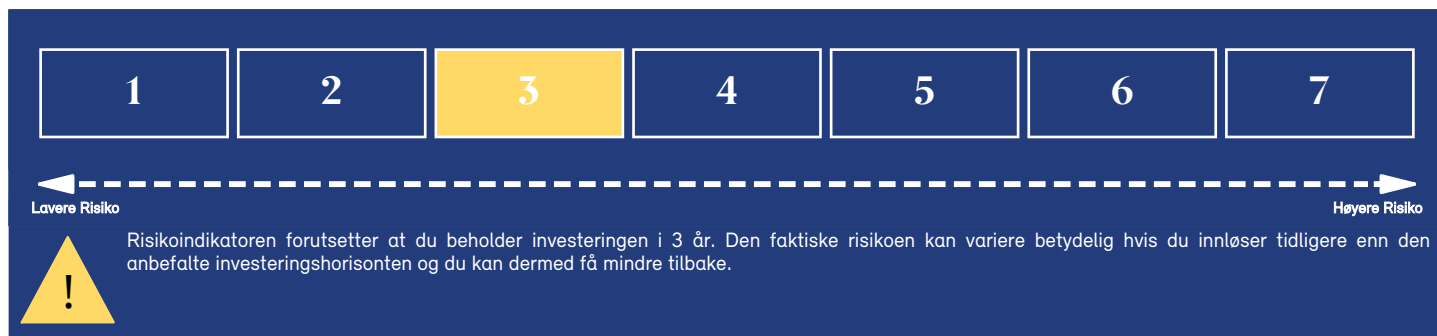 1 2 3 4 5 6 7
Lavere Risiko Høyere Risiko
Risikoindikatoren forutsetter at du beholder investeringen i 3 år. Den faktiske risikoen kan variere betydelig hvis du innløser tidligere enn den
anbefalte investeringshorisonten og du kan dermed få mindre tilbake.
!